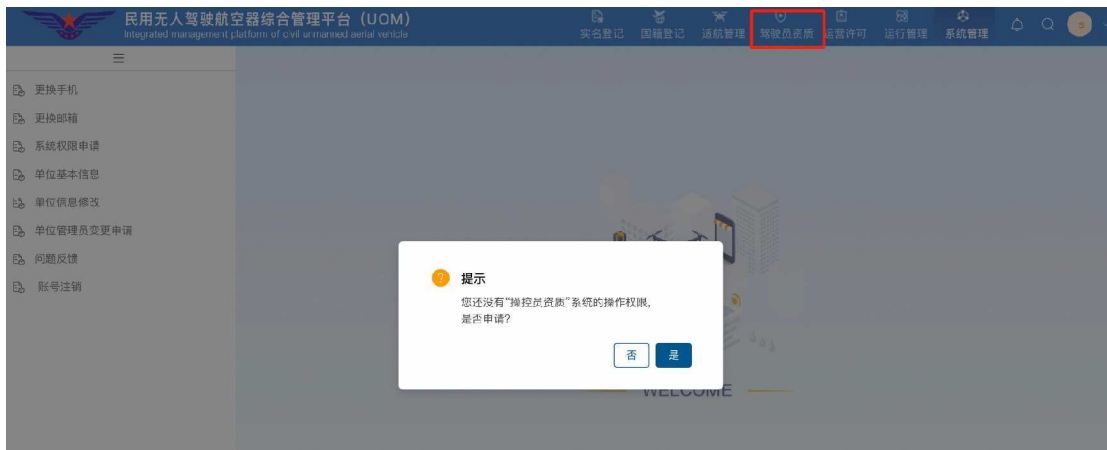 民用无人驾驶航空器综合管理平台（UOM）
Integrated management platform of civil unmanned aerial vehicle
实名登记 国籍登记 适航管理 驾驶员资质 运营许可 运行管理 系统管理
更换手机
更换邮箱
系统权限申请
单位基本信息
单位信息修改
单位管理员变更申请
问题反馈
账号注销
提示
您还没有“操控员资质”系统的操作权限，
是否申请？
否 是
WELCOME